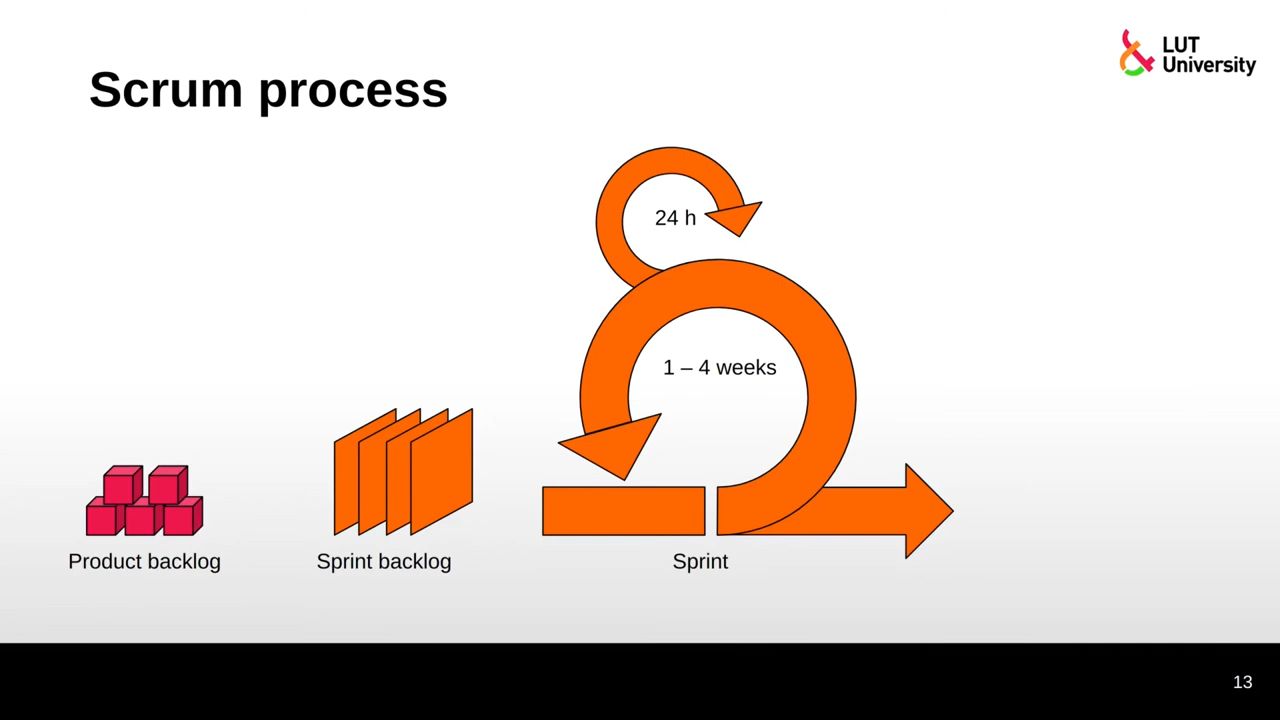 LUT
University
Scrum process
24 h
1 – 4 weeks
Product backlog
Sprint backlog
Sprint
13